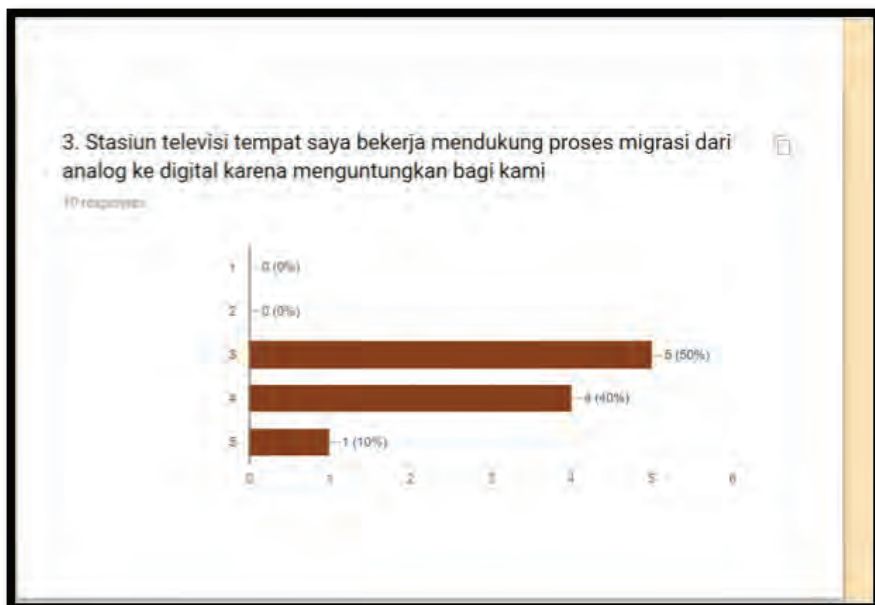 3. Stasiun televisi tempat saya bekerja mendukung proses migrasi dari
analog ke digital karena menguntungkan bagi kami
10 responses
1 0 (0%)
2 0 (0%)
3 5 (50%)
4 4 (40%)
5 1 (10%)
0 1 2 3 4 5 6